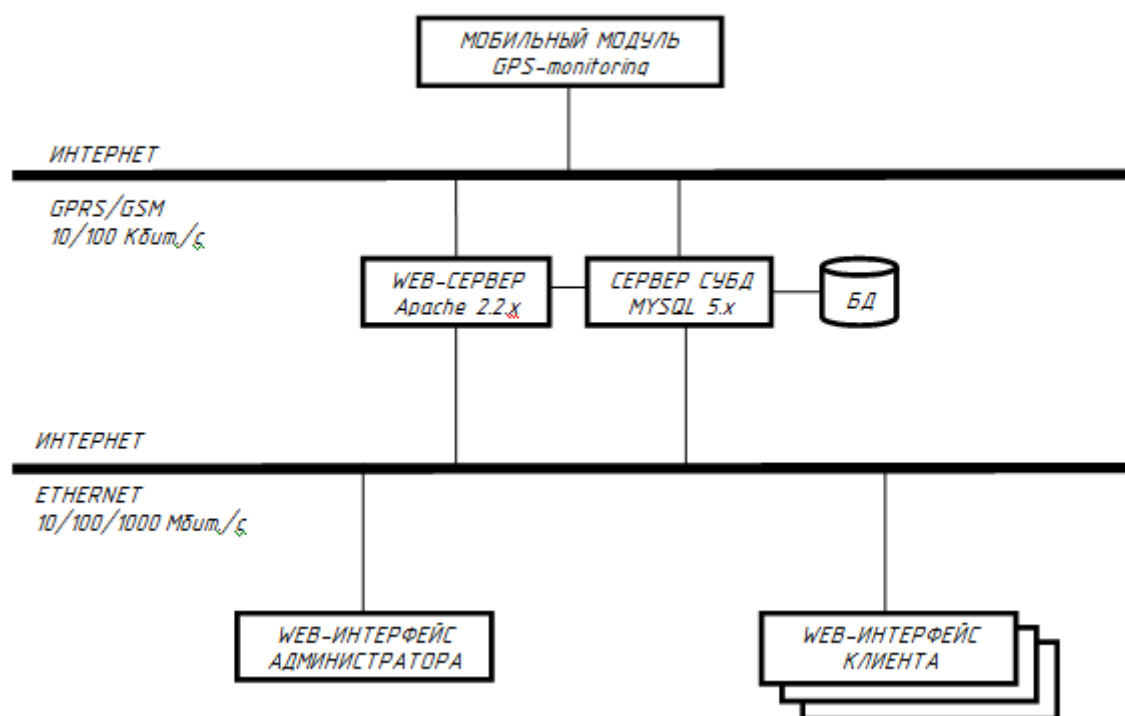 МОБИЛЬНЫЙ МОДУЛЬ
GPS-monitoring
ИНТЕРНЕТ
GPRS/GSM
10/100 Кбит/с
WEB-СЕРВЕР
Apache 2.2.x
СЕРВЕР СУБД
MYSQL 5.x
БД
ИНТЕРНЕТ
ETHERNET
10/100/1000 Мбит/с
WEB-ИНТЕРФЕЙС
АДМИНИСТРАТОРА
WEB-ИНТЕРФЕЙС
КЛИЕНТА